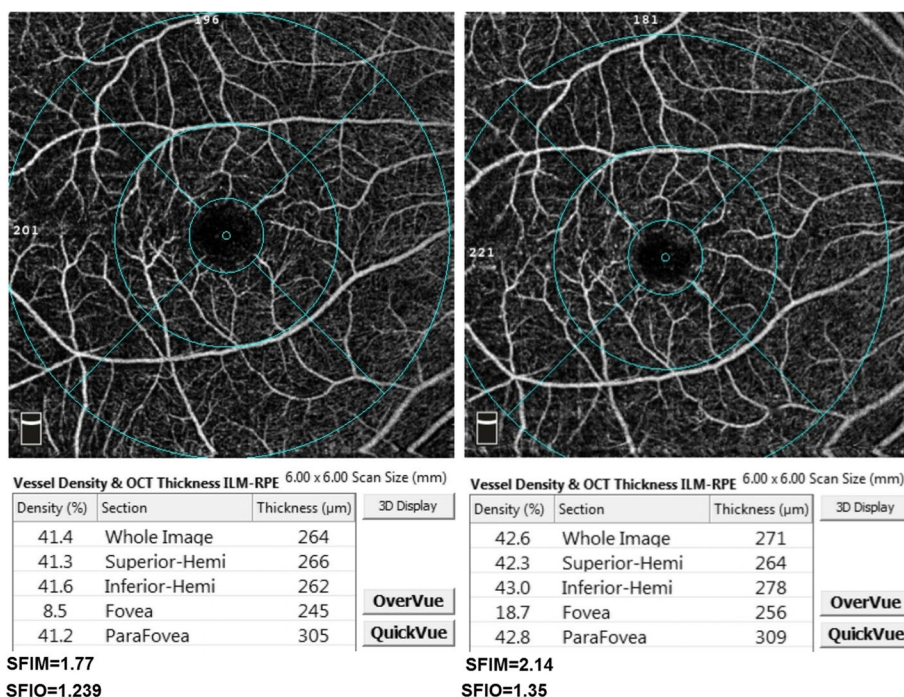 196
201
Vessel Density & OCT Thickness ILM-RPE 6.00 x 6.00 Scan Size (mm)
Density (%) Section Thickness (µm) 3D Display
41.4 Whole Image 264
41.3 Superior-Hemi 266
41.6 Inferior-Hemi 262
8.5 Fovea 245 OverVue
41.2 ParaFovea 305 QuickVue
SFIM=1.77
SFIO=1.239
181
221
Vessel Density & OCT Thickness ILM-RPE 6.00 x 6.00 Scan Size (mm)
Density (%) Section Thickness (µm) 3D Display
42.6 Whole Image 271
42.3 Superior-Hemi 264
43.0 Inferior-Hemi 278
18.7 Fovea 256 OverVue
42.8 ParaFovea 309 QuickVue
SFIM=2.14
SFIO=1.35